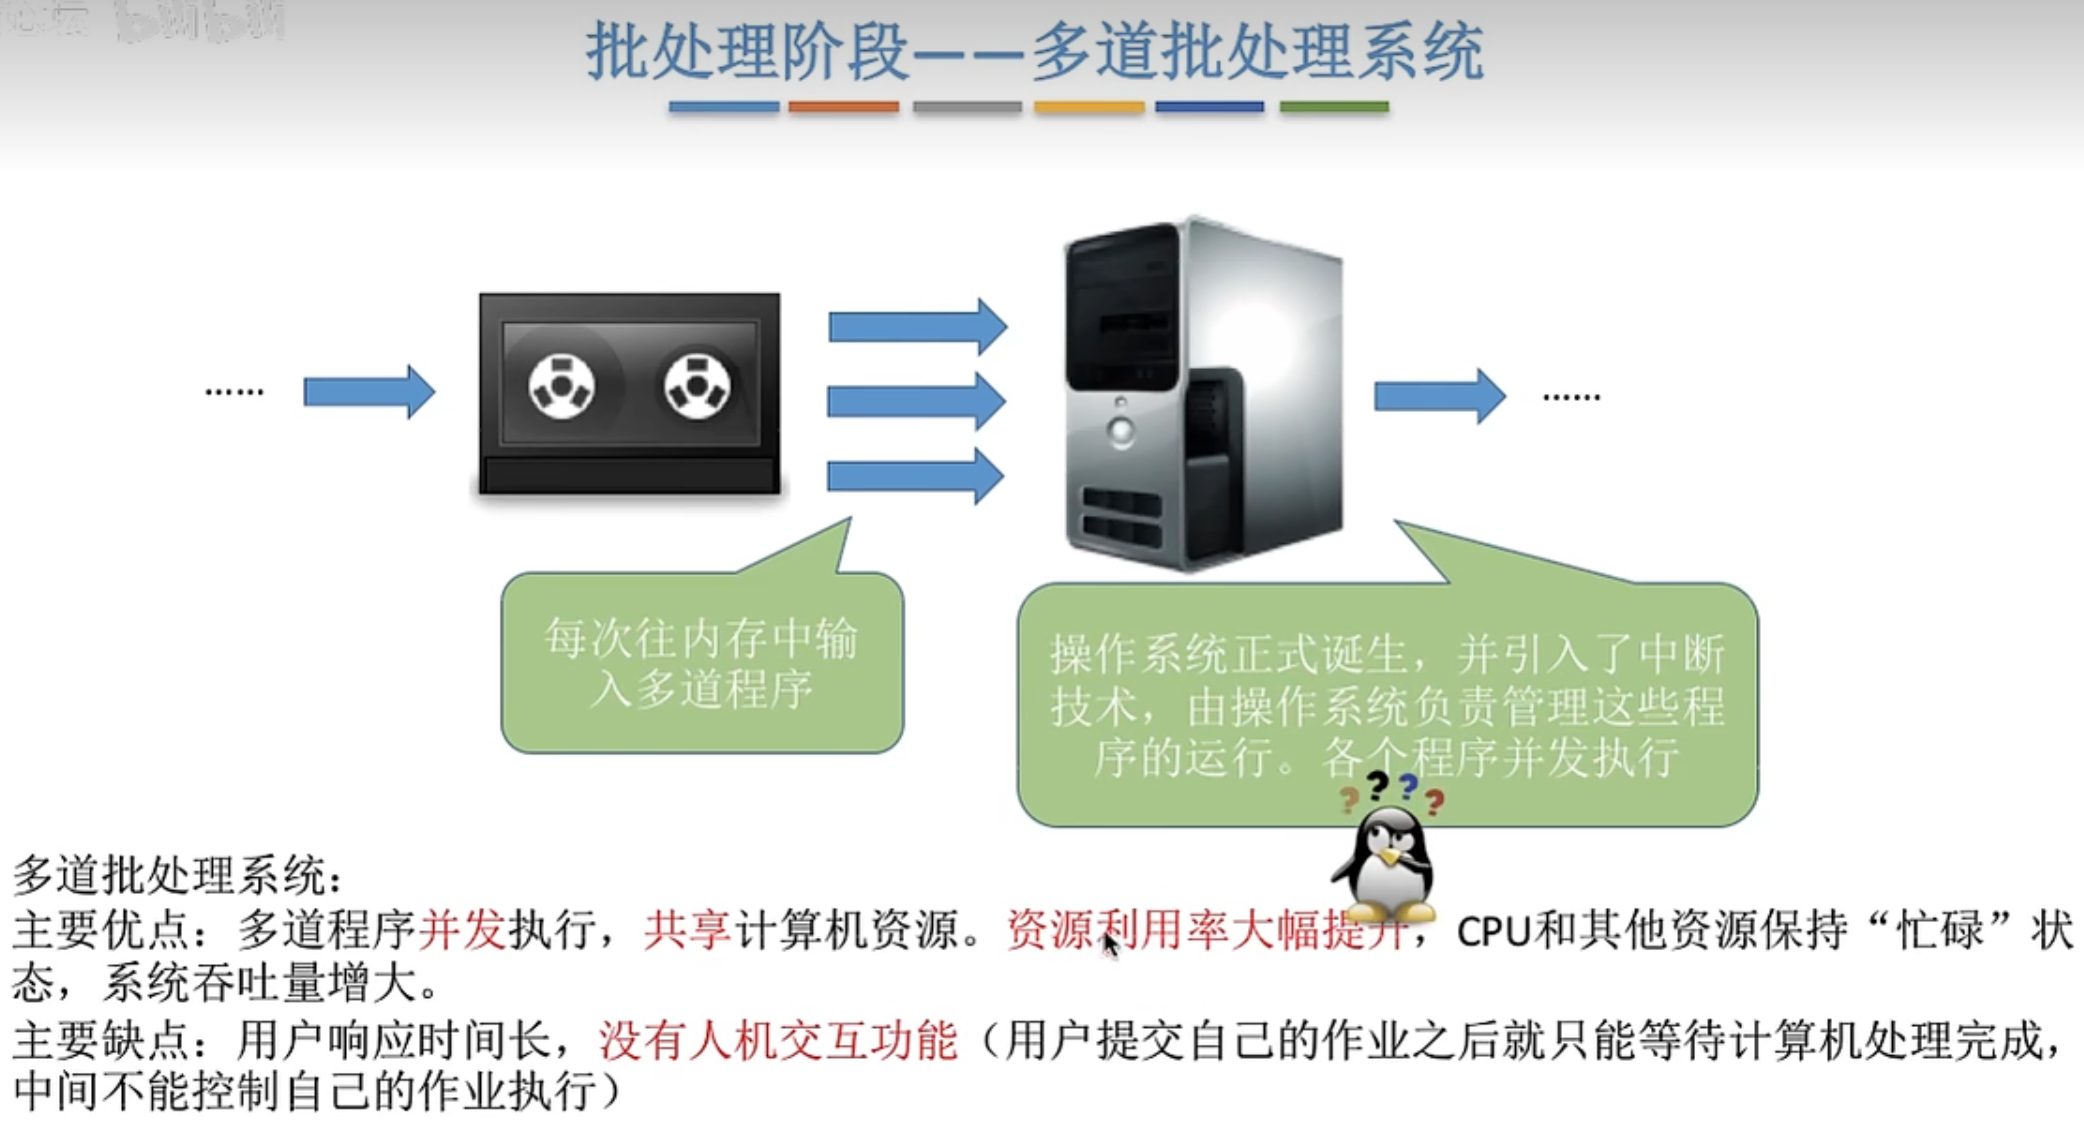 bilibili
批处理阶段——多道批处理系统
......
......
每次往内存中输
入多道程序
操作系统正式诞生，并引入了中断
技术，由操作系统负责管理这些程
序的运行。各个程序并发执行
? ? ? ?
多道批处理系统：
主要优点：多道程序并发执行，共享计算机资源。资源利用率大幅提升，CPU和其他资源保持“忙碌”状
态，系统吞吐量增大。
主要缺点：用户响应时间长，没有人机交互功能（用户提交自己的作业之后就只能等待计算机处理完成，
中间不能控制自己的作业执行）